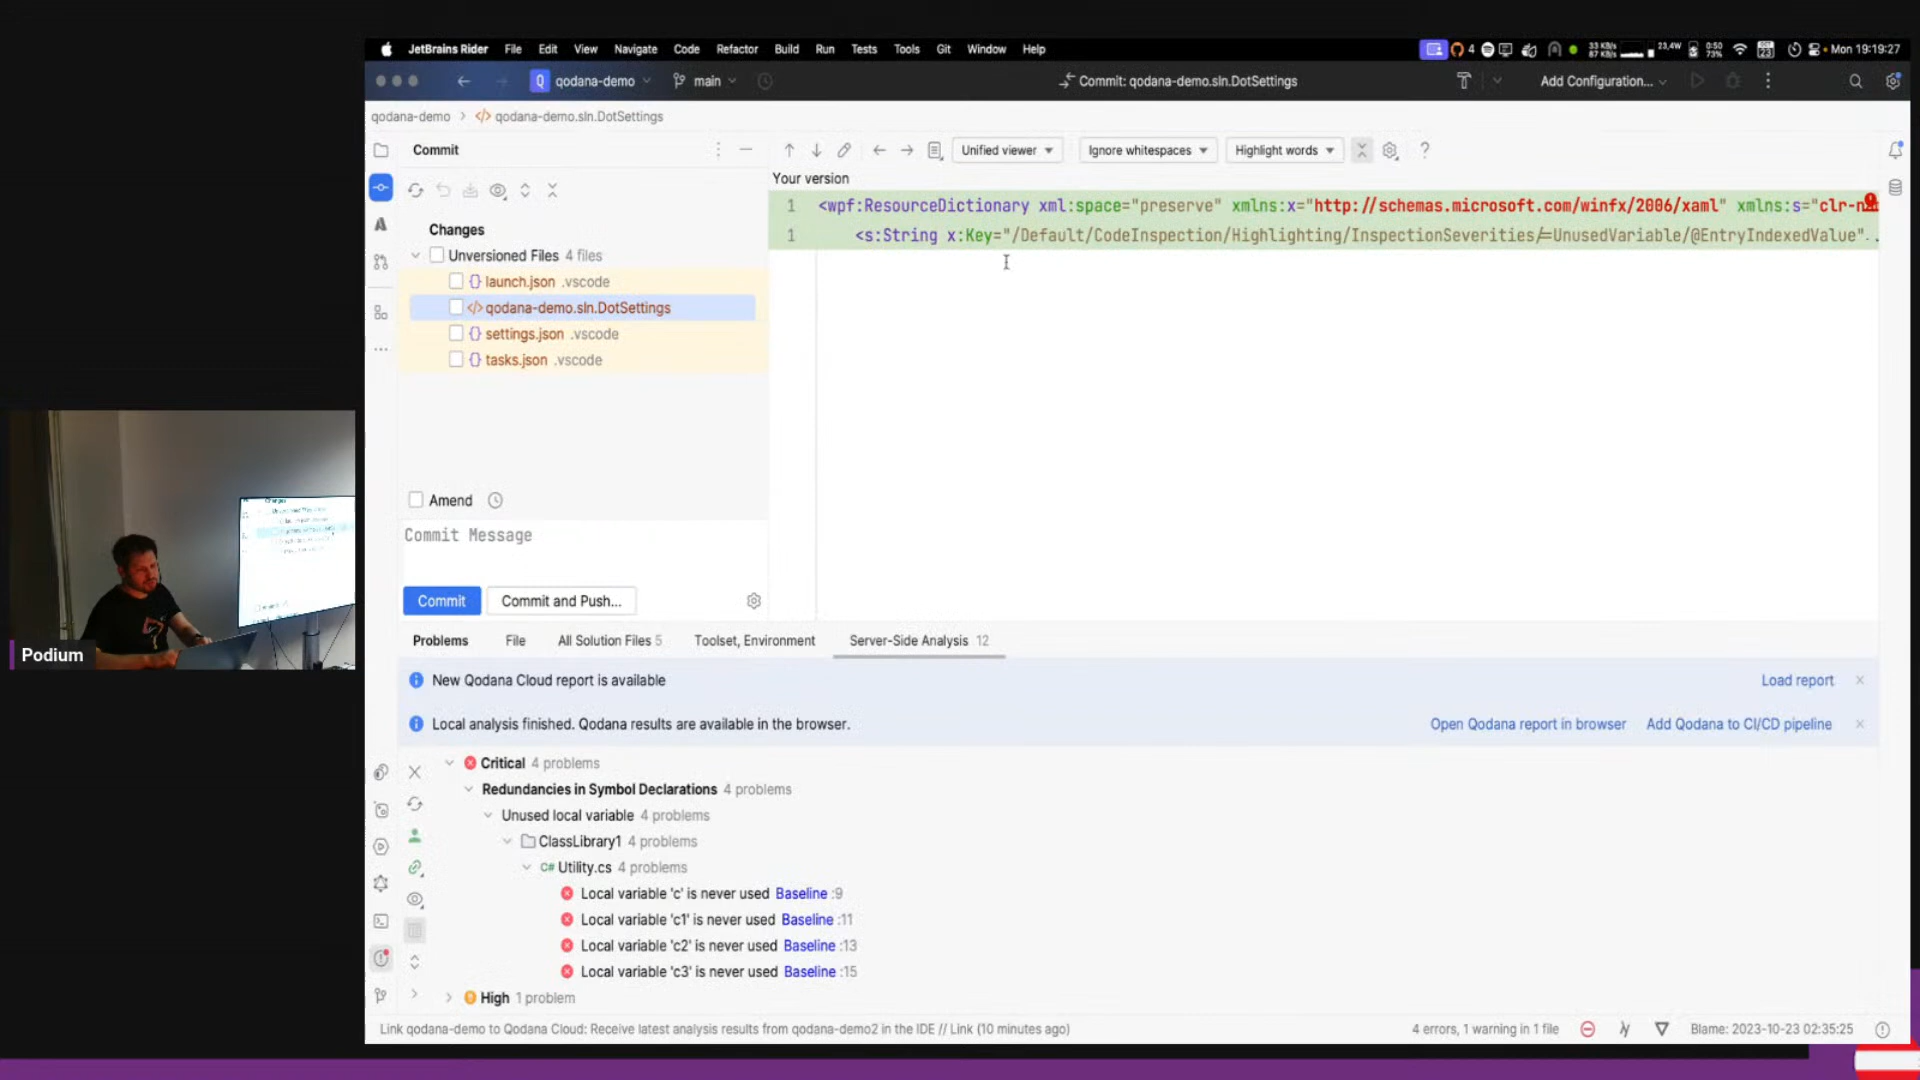 JetBrains Rider File Edit View Navigate Code Refactor Build Run Tests Tools Git Window Help 4 33 KB/s 67 KB/s 23,4W 0:50 73% Mon 19:19:27
Q qodana-demo main Commit: qodana-demo.sln.DotSettings Add Configuration...
qodana-demo > </> qodana-demo.sln.DotSettings
Commit Unified viewer Ignore whitespaces Highlight words ?
Your version
1 <wpf:ResourceDictionary xml:space="preserve" xmlns:x="http://schemas.microsoft.com/winfx/2006/xaml" xmlns:s="clr-n
1 <s:String x:Key="/Default/CodeInspection/Highlighting/InspectionSeverities/=UnusedVariable/@EntryIndexedValue"..
Changes
Unversioned Files 4 files
{} launch.json .vscode
</> qodana-demo.sln.DotSettings
{} settings.json .vscode
{} tasks.json .vscode
Amend
Commit Message
Commit Commit and Push...
Problems File All Solution Files 5 Toolset, Environment Server-Side Analysis 12
New Qodana Cloud report is available Load report
Local analysis finished. Qodana results are available in the browser. Open Qodana report in browser Add Qodana to CI/CD pipeline
Critical 4 problems
Redundancies in Symbol Declarations 4 problems
Unused local variable 4 problems
ClassLibrary1 4 problems
C# Utility.cs 4 problems
Local variable 'c' is never used Baseline :9
Local variable 'c1' is never used Baseline :11
Local variable 'c2' is never used Baseline :13
Local variable 'c3' is never used Baseline :15
High 1 problem
Link qodana-demo to Qodana Cloud: Receive latest analysis results from qodana-demo2 in the IDE // Link (10 minutes ago) 4 errors, 1 warning in 1 file Blame: 2023-10-23 02:35:25
Podium